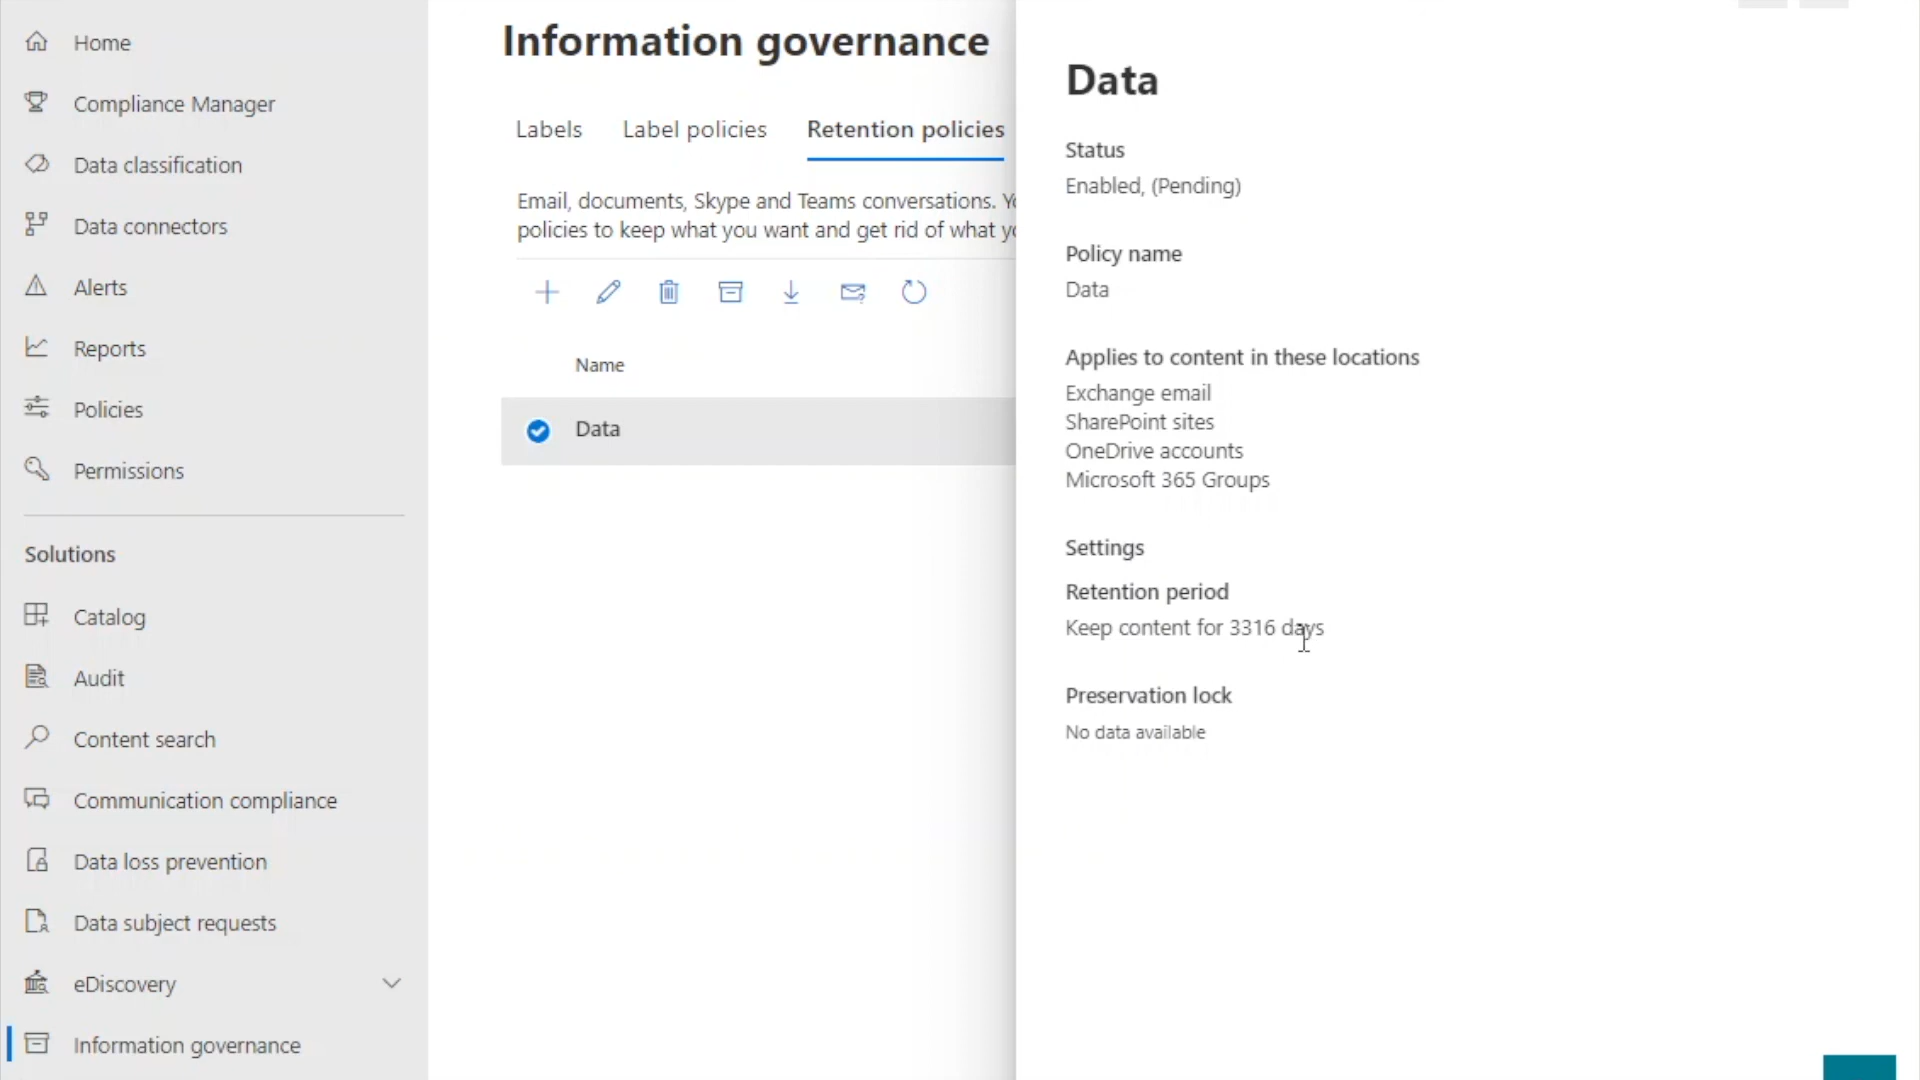 Home
Compliance Manager
Data classification
Data connectors
Alerts
Reports
Policies
Permissions
Solutions
Catalog
Audit
Content search
Communication compliance
Data loss prevention
Data subject requests
eDiscovery
Information governance
Information governance
Labels Label policies Retention policies
Email, documents, Skype and Teams conversations.
policies to keep what you want and get rid of what
Name
Data
Data
Status
Enabled, (Pending)
Policy name
Data
Applies to content in these locations
Exchange email
SharePoint sites
OneDrive accounts
Microsoft 365 Groups
Settings
Retention period
Keep content for 3316 days
Preservation lock
No data available